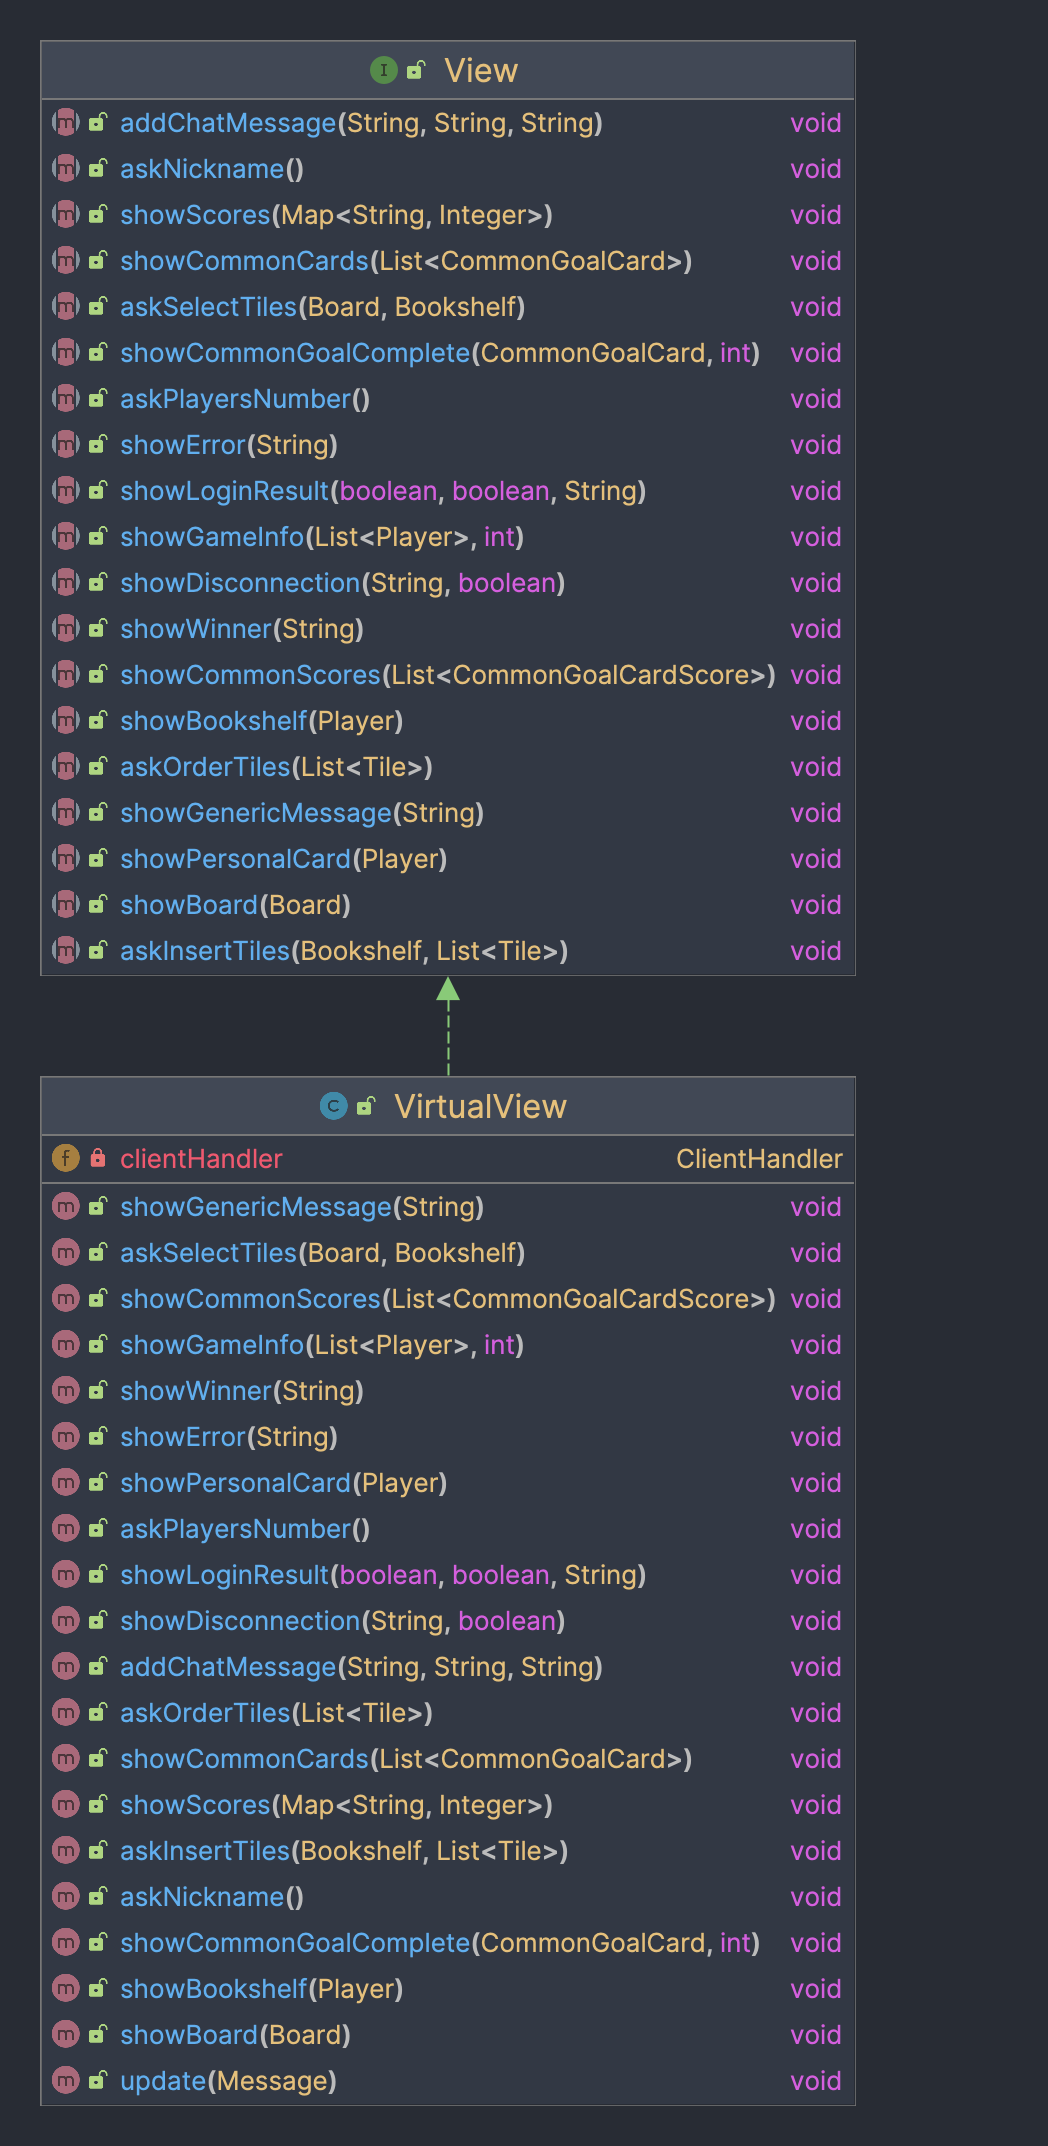 I View
m addChatMessage(String, String, String) void
m askNickname() void
m showScores(Map<String, Integer>) void
m showCommonCards(List<CommonGoalCard>) void
m askSelectTiles(Board, Bookshelf) void
m showCommonGoalComplete(CommonGoalCard, int) void
m askPlayersNumber() void
m showError(String) void
m showLoginResult(boolean, boolean, String) void
m showGameInfo(List<Player>, int) void
m showDisconnection(String, boolean) void
m showWinner(String) void
m showCommonScores(List<CommonGoalCardScore>) void
m showBookshelf(Player) void
m askOrderTiles(List<Tile>) void
m showGenericMessage(String) void
m showPersonalCard(Player) void
m showBoard(Board) void
m askInsertTiles(Bookshelf, List<Tile>) void
C VirtualView
f clientHandler ClientHandler
m showGenericMessage(String) void
m askSelectTiles(Board, Bookshelf) void
m showCommonScores(List<CommonGoalCardScore>) void
m showGameInfo(List<Player>, int) void
m showWinner(String) void
m showError(String) void
m showPersonalCard(Player) void
m askPlayersNumber() void
m showLoginResult(boolean, boolean, String) void
m showDisconnection(String, boolean) void
m addChatMessage(String, String, String) void
m askOrderTiles(List<Tile>) void
m showCommonCards(List<CommonGoalCard>) void
m showScores(Map<String, Integer>) void
m askInsertTiles(Bookshelf, List<Tile>) void
m askNickname() void
m showCommonGoalComplete(CommonGoalCard, int) void
m showBookshelf(Player) void
m showBoard(Board) void
m update(Message) void